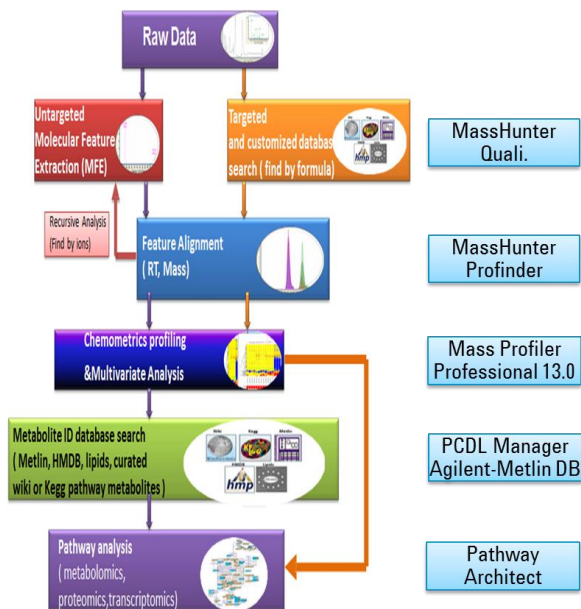 Raw Data
Untargeted
Molecular Feature
Extraction (MFE)
Targeted
and customized databas
search ( find by formula)
hmp
MassHunter
Quali.
Recursive Analysis
(Find by ions)
Feature Alignment
( RT, Mass)
MassHunter
Profinder
Chemometrics profiling
&Multivariate Analysis
Mass Profiler
Professional 13.0
Metabolite ID database search
( Metlin, HMDB, lipids, curated
wiki or Kegg pathway metabolites )
Kegg
hmp
PCDL Manager
Agilent-Metlin DB
Pathway analysis
( metabolomics,
proteomics,transcriptomics)
Pathway
Architect